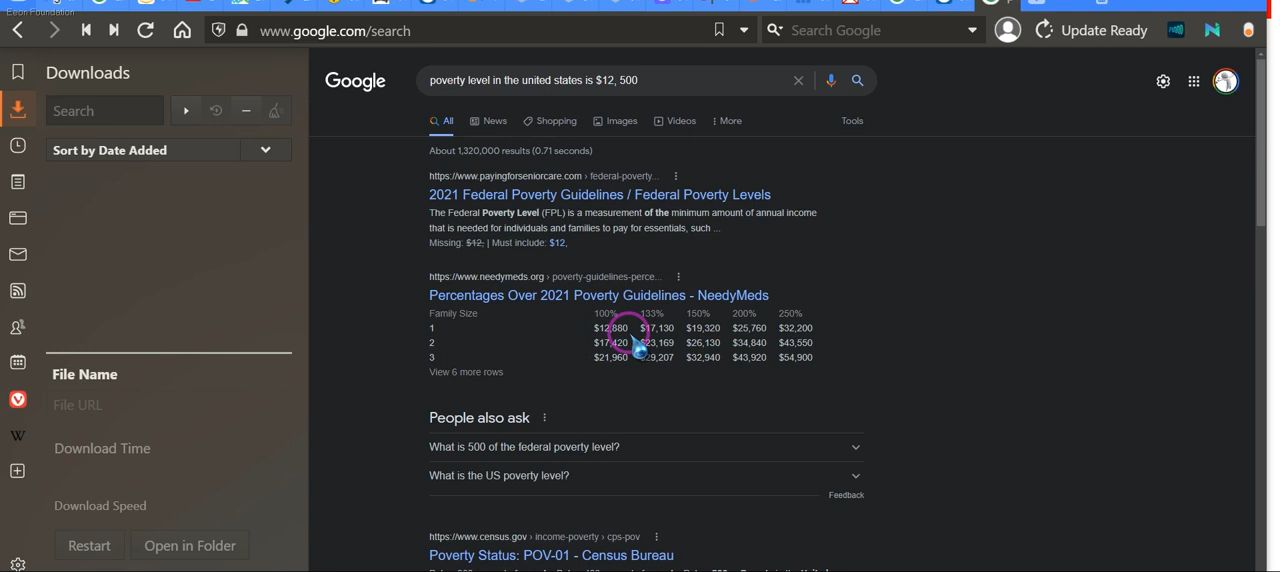 Eeon Foundation
www.google.com/search
Search Google
Update Ready
Downloads
Search
Sort by Date Added
File Name
File URL
Download Time
Download Speed
Restart
Open in Folder
W
Google
poverty level in the united states is $12, 500
All
News
Shopping
Images
Videos
More
Tools
About 1,320,000 results (0.71 seconds)
https://www.payingforseniorcare.com › federal-poverty...
2021 Federal Poverty Guidelines / Federal Poverty Levels
The Federal Poverty Level (FPL) is a measurement of the minimum amount of annual income
that is needed for individuals and families to pay for essentials, such ...
Missing: $12, | Must include: $12,
https://www.needymeds.org › poverty-guidelines-perce...
Percentages Over 2021 Poverty Guidelines - NeedyMeds
Family Size 100% 133% 150% 200% 250%
1 $12,880 $17,130 $19,320 $25,760 $32,200
2 $17,420 $23,169 $26,130 $34,840 $43,550
3 $21,960 $29,207 $32,940 $43,920 $54,900
View 6 more rows
People also ask
What is 500 of the federal poverty level?
What is the US poverty level?
Feedback
https://www.census.gov › income-poverty › cps-pov
Poverty Status: POV-01 - Census Bureau